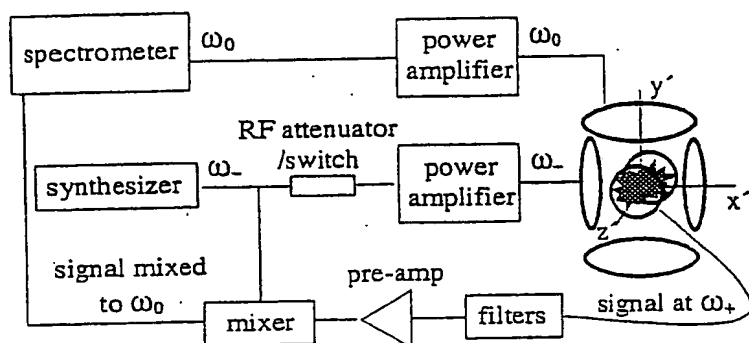 spectrometer
ω₀
power
amplifier
ω₀
y′
RF attenuator
/switch
synthesizer
ω₋
power
amplifier
ω₋
x′
z′
signal mixed
to ω₀
pre-amp
mixer
filters
signal at ω₊